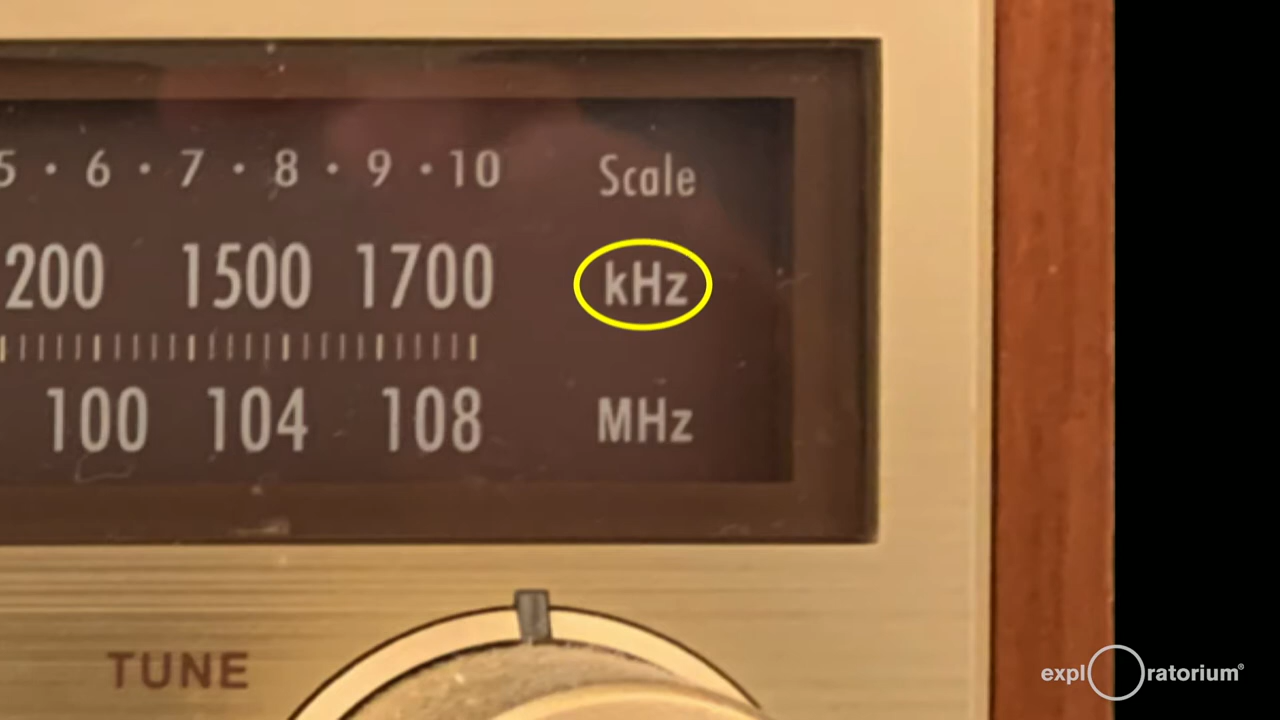 5 · 6 · 7 · 8 · 9 · 10 Scale
200 1500 1700 kHz
100 104 108 MHz
TUNE
exploratorium®